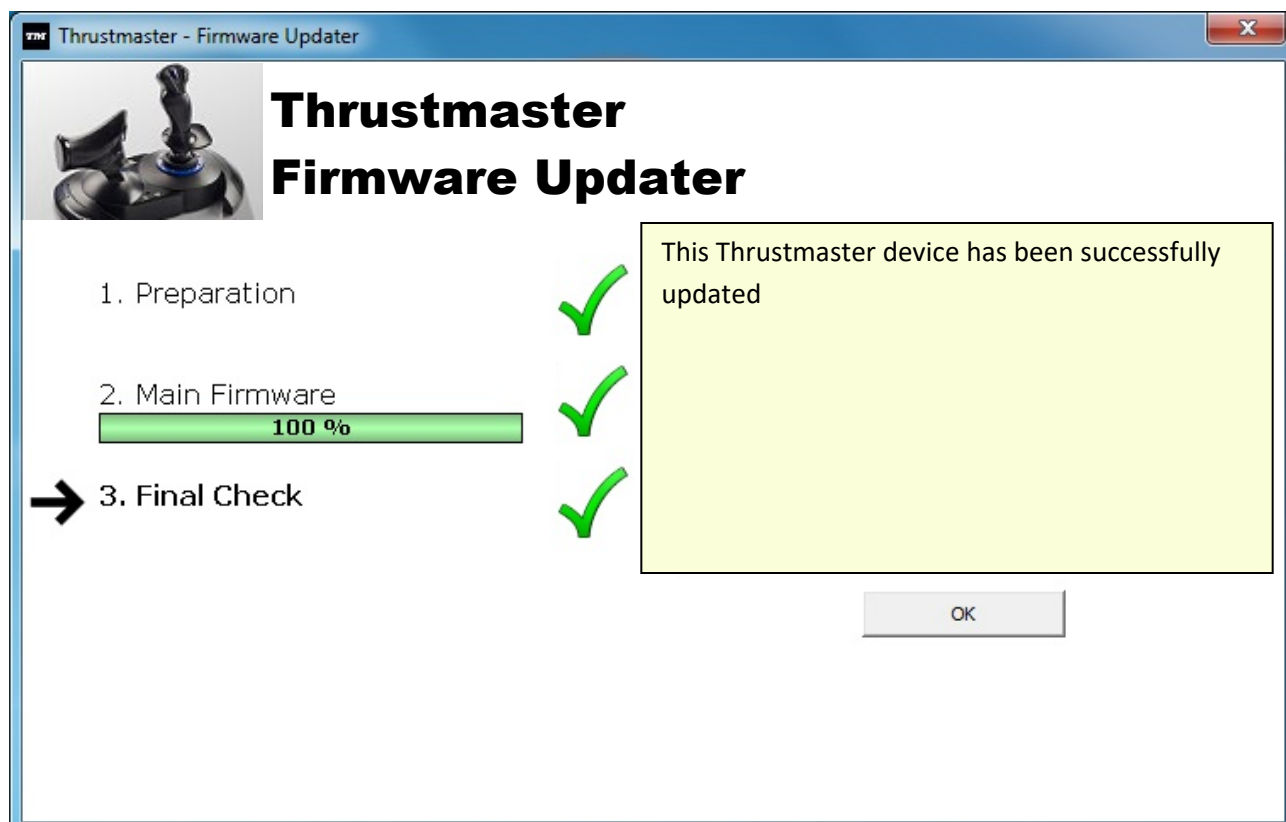 TM Thrustmaster - Firmware Updater
x
Thrustmaster
Firmware Updater
1. Preparation
2. Main Firmware
100 %
3. Final Check
This Thrustmaster device has been successfully
updated
OK